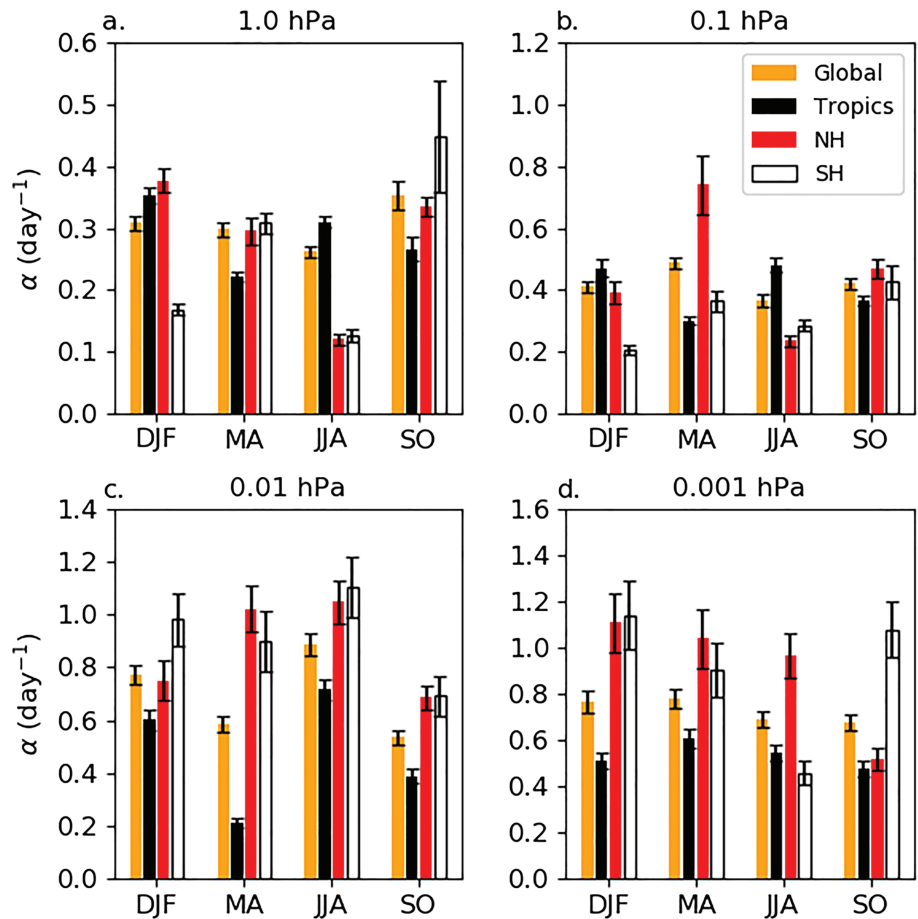 a. 1.0 hPa
0.6
0.5
0.4
0.3
0.2
0.1
0.0
α (day⁻¹)
DJF MA JJA SO
b. 0.1 hPa
1.2
1.0
0.8
0.6
0.4
0.2
0.0
Global
Tropics
NH
SH
DJF MA JJA SO
c. 0.01 hPa
1.4
1.2
1.0
0.8
0.6
0.4
0.2
0.0
α (day⁻¹)
DJF MA JJA SO
d. 0.001 hPa
1.6
1.4
1.2
1.0
0.8
0.6
0.4
0.2
0.0
DJF MA JJA SO